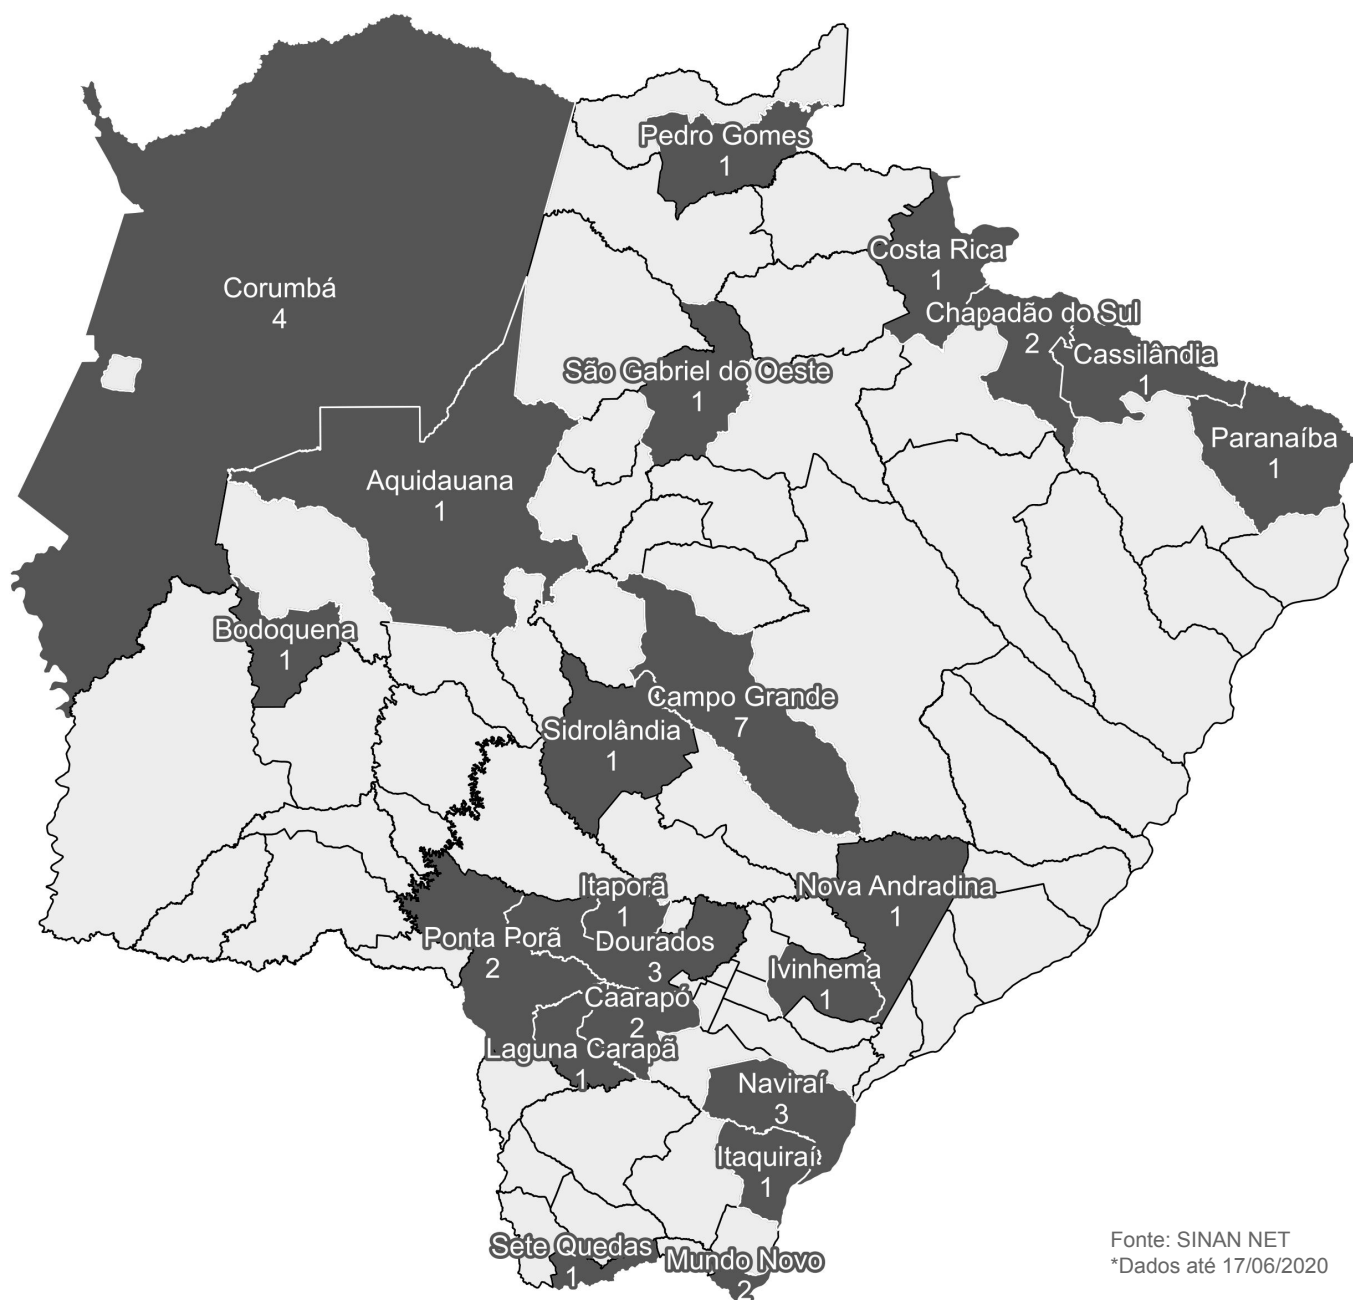 Pedro Gomes
1
Costa Rica
1
Corumbá
4
Chapadão do Sul
2
Cassilândia
1
São Gabriel do Oeste
1
Paranaíba
1
Aquidauana
1
Bodoquena
1
Campo Grande
7
Sidrolândia
1
Itaporã
1
Nova Andradina
1
Ponta Porã
2
Dourados
3
Ivinhema
1
Caarapó
2
Laguna Carapã
1
Naviraí
3
Itaquiraí
1
Sete Quedas
1
Mundo Novo
2
Fonte: SINAN NET
*Dados até 17/06/2020